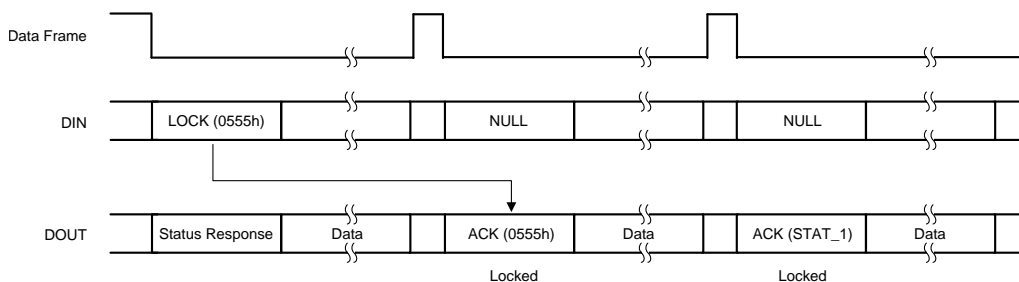 Data Frame
DIN LOCK (0555h) NULL NULL
DOUT Status Response Data ACK (0555h) Data ACK (STAT_1) Data
Locked Locked